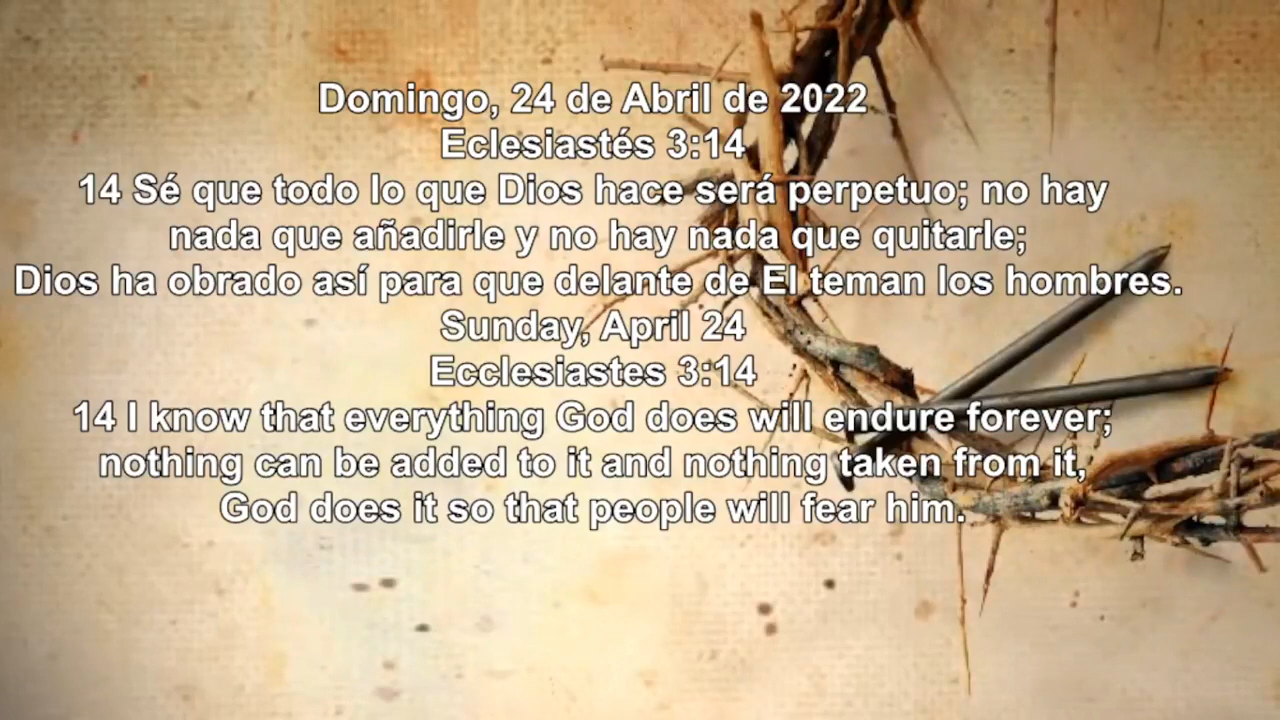 Domingo, 24 de Abril de 2022
Eclesiastés 3:14
14 Sé que todo lo que Dios hace será perpetuo; no hay
nada que añadirle y no hay nada que quitarle;
Dios ha obrado así para que delante de El teman los hombres.
Sunday, April 24
Ecclesiastes 3:14
14 I know that everything God does will endure forever;
nothing can be added to it and nothing taken from it,
God does it so that people will fear him.